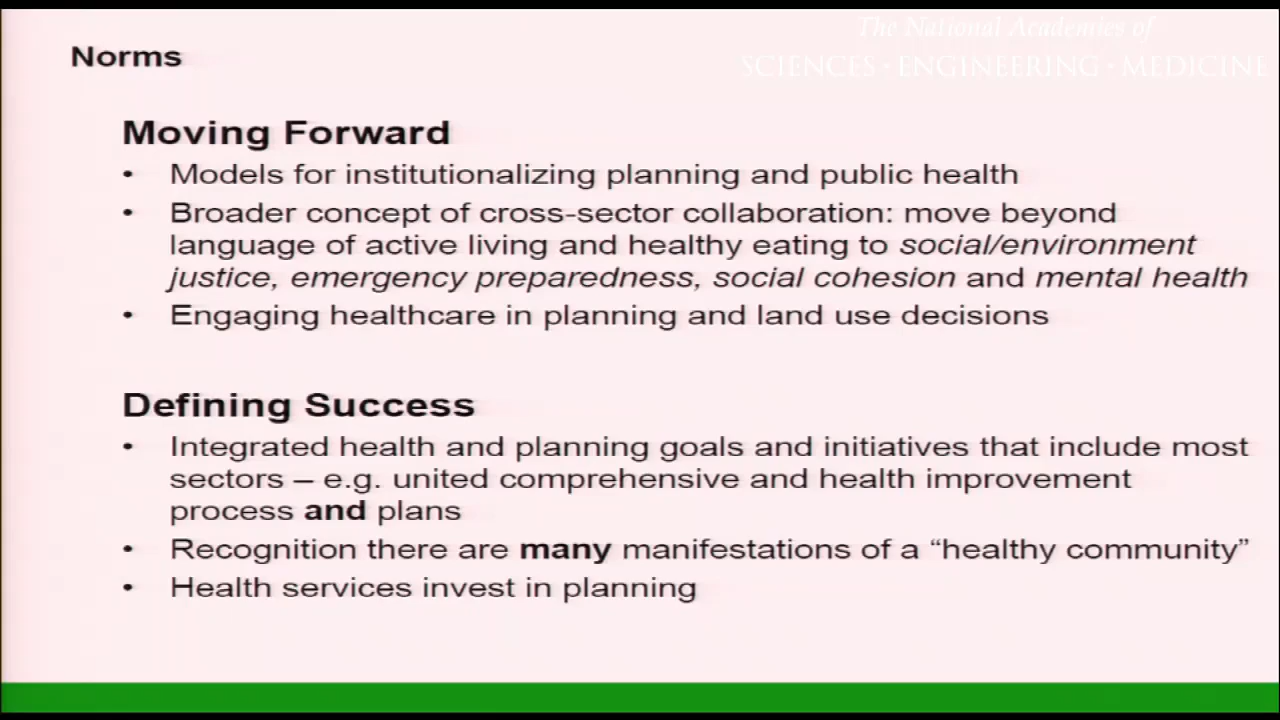 The National Academies of
SCIENCES · ENGINEERING · MEDICINE
Norms
Moving Forward
• Models for institutionalizing planning and public health
• Broader concept of cross-sector collaboration: move beyond
language of active living and healthy eating to social/environment
justice, emergency preparedness, social cohesion and mental health
• Engaging healthcare in planning and land use decisions
Defining Success
• Integrated health and planning goals and initiatives that include most
sectors – e.g. united comprehensive and health improvement
process and plans
• Recognition there are many manifestations of a “healthy community”
• Health services invest in planning